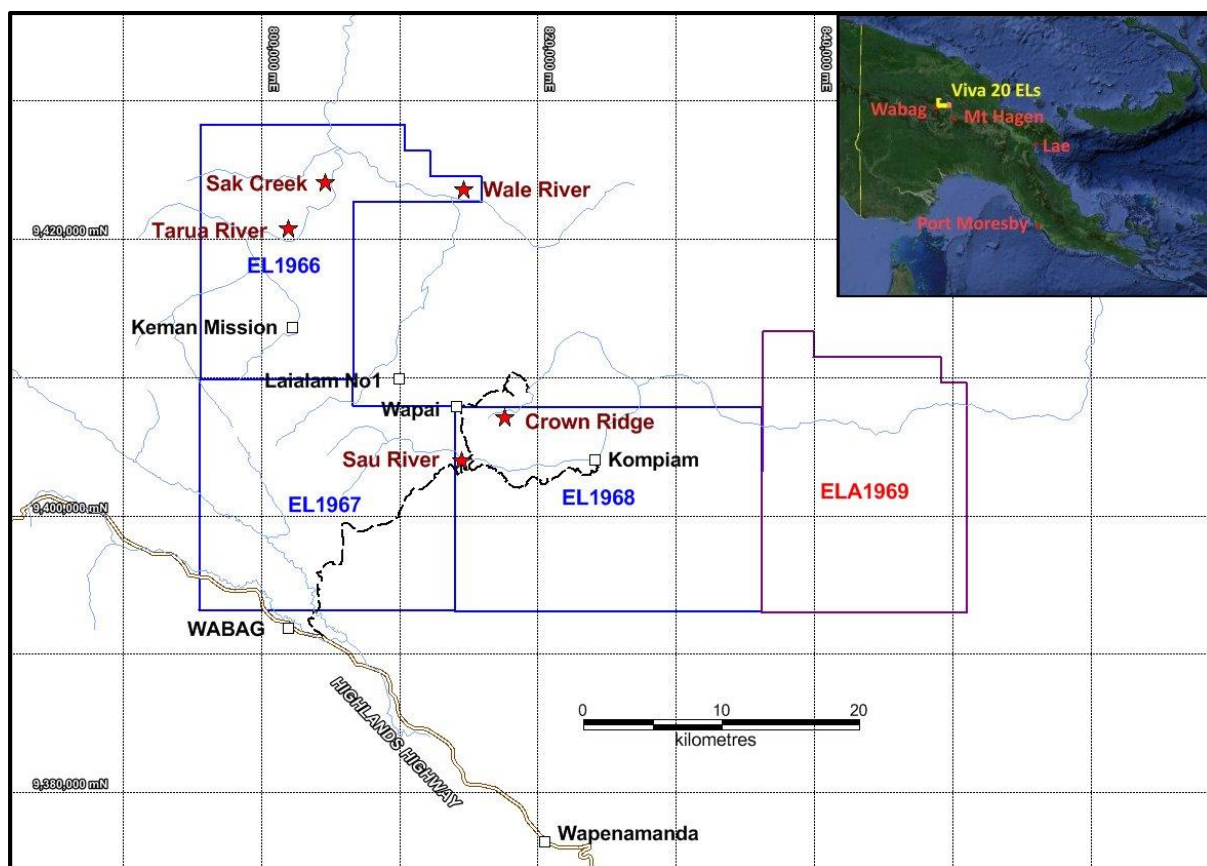 800,000 mE
820,000 mE
840,000 mE
Viva 20 ELs
Wabag
Mt Hagen
Lae
Port Moresby
Sak Creek
Wale River
Tarua River
9,420,000 mN
EL1966
Keman Mission
Laialam No1
Wapai
Crown Ridge
Sau River
Kompiam
EL1967
EL1968
ELA1969
9,400,000 mN
WABAG
HIGHLANDS HIGHWAY
0 10 20
kilometres
9,380,000 mN
Wapenamanda